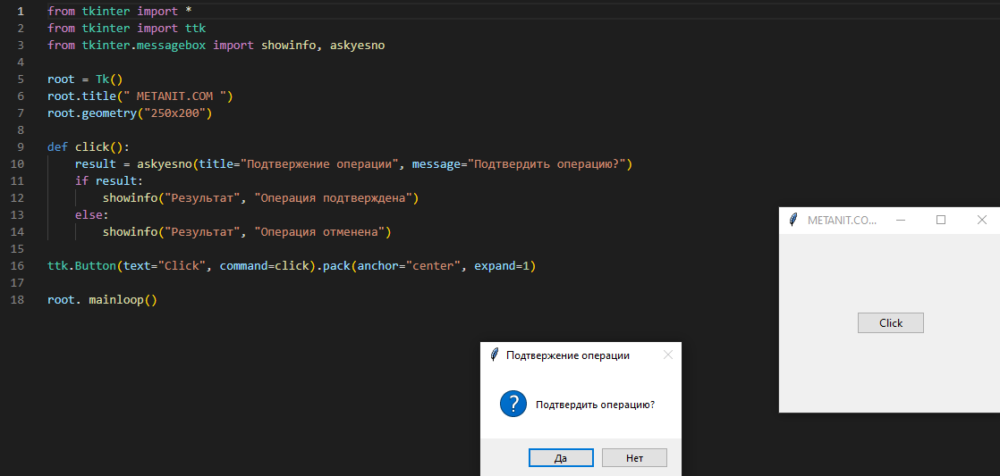 1 from tkinter import *
2 from tkinter import ttk
3 from tkinter.messagebox import showinfo, askyesno
4
5 root = Tk()
6 root.title(" METANIT.COM ")
7 root.geometry("250x200")
8
9 def click():
10     result = askyesno(title="Подтвержение операции", message="Подтвердить операцию?")
11     if result:
12         showinfo("Результат", "Операция подтверждена")
13     else:
14         showinfo("Результат", "Операция отменена")
15
16 ttk.Button(text="Click", command=click).pack(anchor="center", expand=1)
17
18 root. mainloop()
METANIT.CO...
Click
Подтвержение операции
Подтвердить операцию?
Да Нет